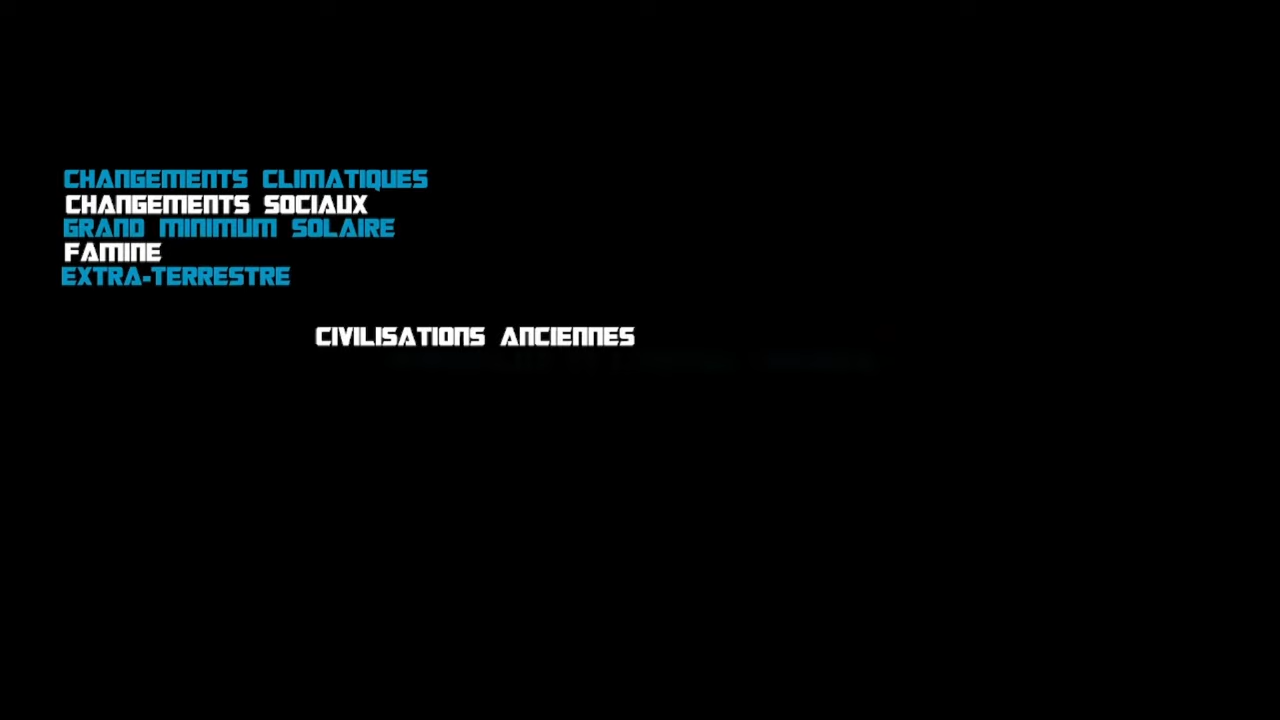 CHANGEMENTS CLIMATIQUES
CHANGEMENTS SOCIAUX
GRAND MINIMUM SOLAIRE
FAMINE
EXTRA-TERRESTRE
CIVILISATIONS ANCIENNES